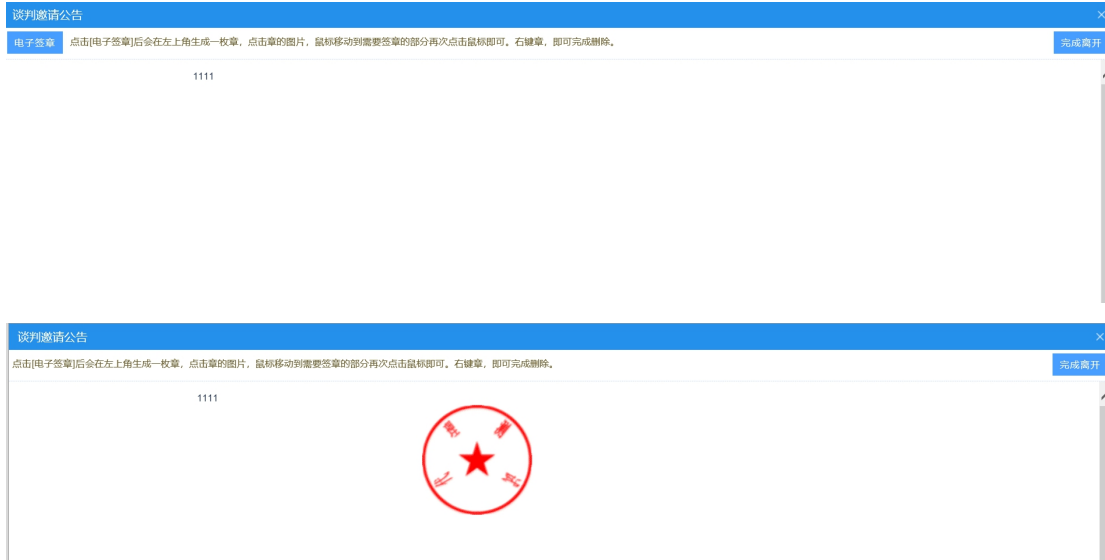 谈判邀请公告
电子签章 点击[电子签章]后会在左上角生成一枚章，点击章的图片，鼠标移动到需要签章的部分再次点击鼠标即可。右键章，即可完成删除。 完成离开
1111
谈判邀请公告
点击[电子签章]后会在左上角生成一枚章，点击章的图片，鼠标移动到需要签章的部分再次点击鼠标即可。右键章，即可完成删除。 完成离开
1111
代理测试